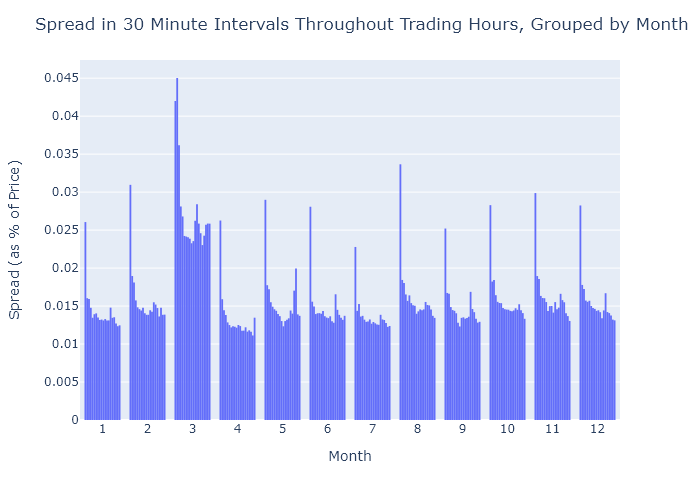 Spread in 30 Minute Intervals Throughout Trading Hours, Grouped by Month
0.045
0.04
0.035
0.03
0.025
0.02
0.015
0.01
0.005
0
Spread (as % of Price)
1 2 3 4 5 6 7 8 9 10 11 12
Month